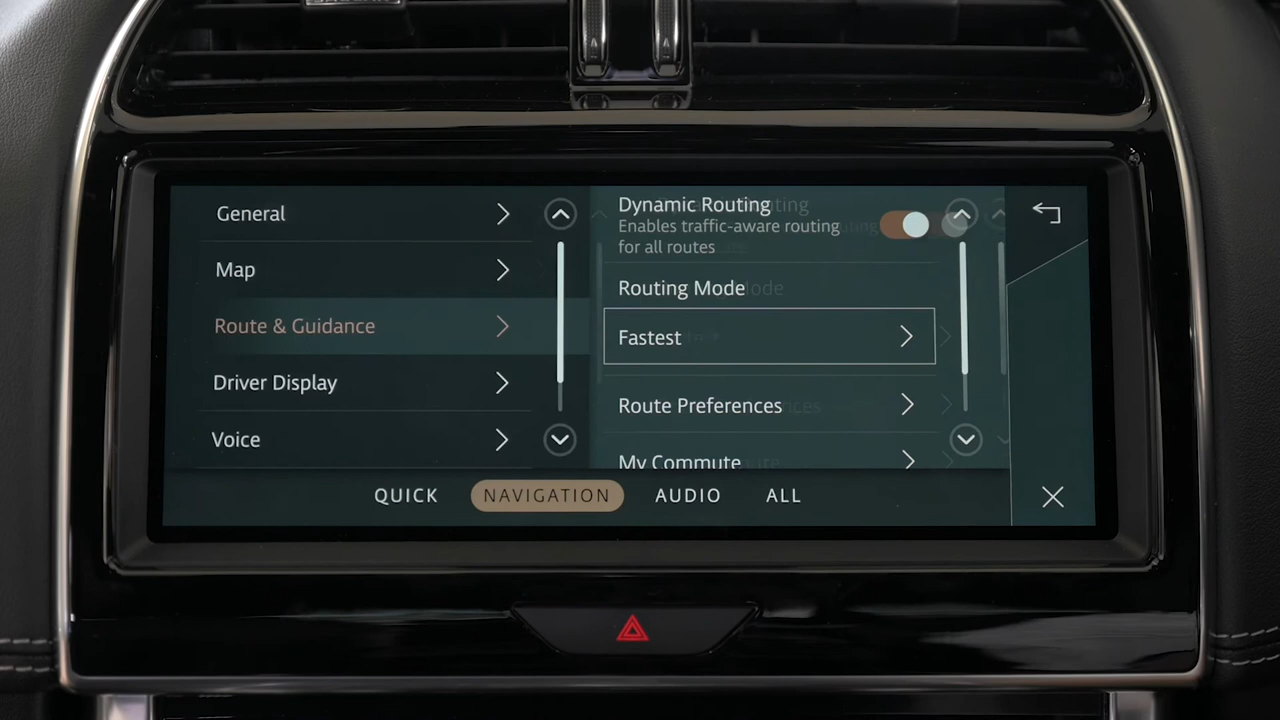 General
Map
Route & Guidance
Driver Display
Voice
Dynamic Routing
Enables traffic-aware routing
for all routes
Routing Mode
Fastest
Route Preferences
My Commute
QUICK
NAVIGATION
AUDIO
ALL